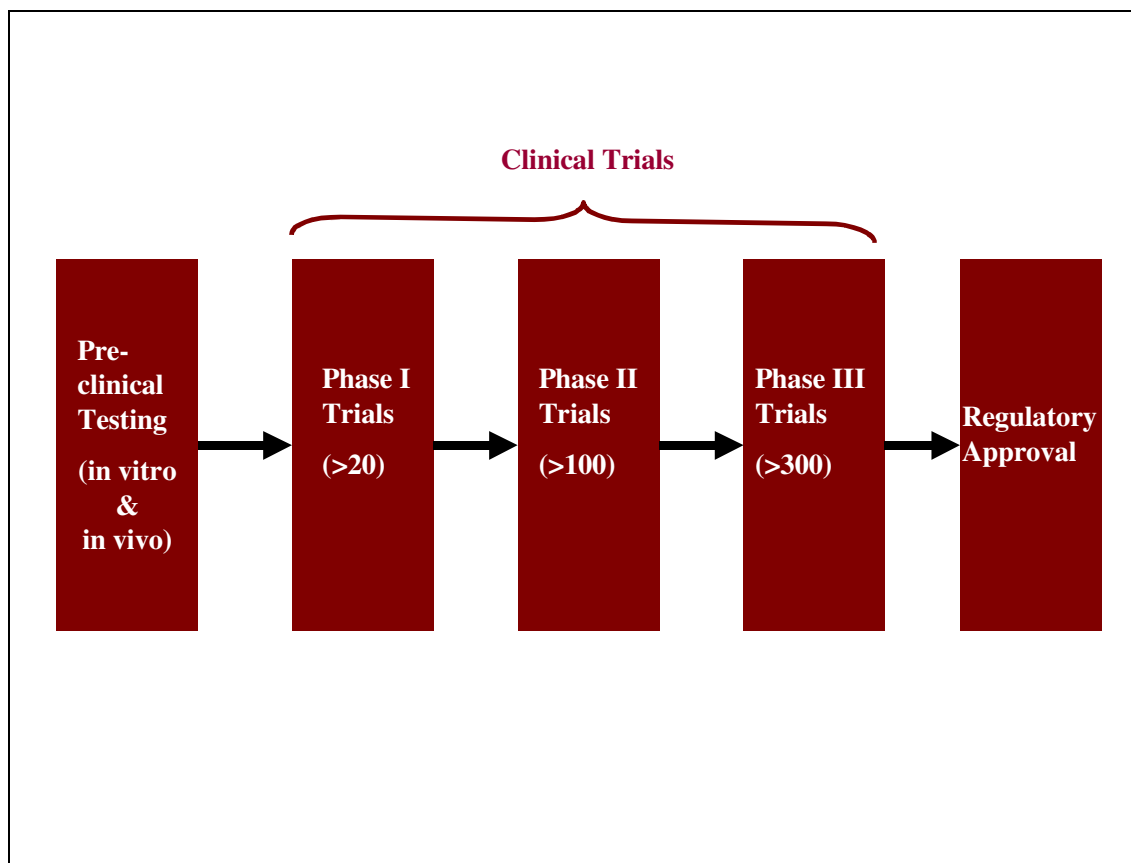 Clinical Trials
Pre-
clinical
Testing
(in vitro
&
in vivo)
Phase I
Trials
(>20)
Phase II
Trials
(>100)
Phase III
Trials
(>300)
Regulatory
Approval